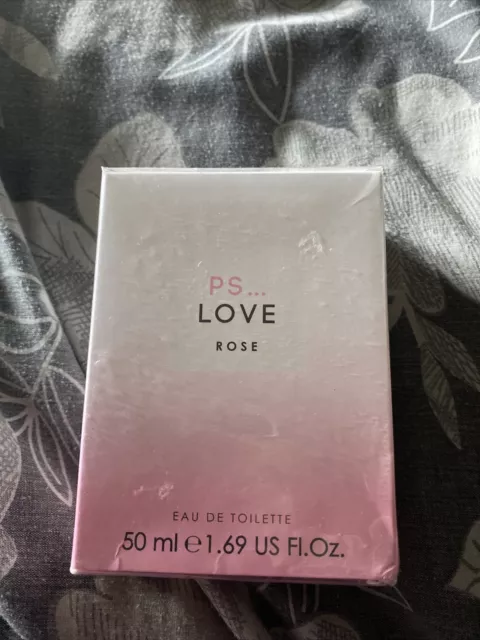 PS...
LOVE
ROSE
EAU DE TOILETTE
50 ml ℮ 1.69 US Fl.Oz.